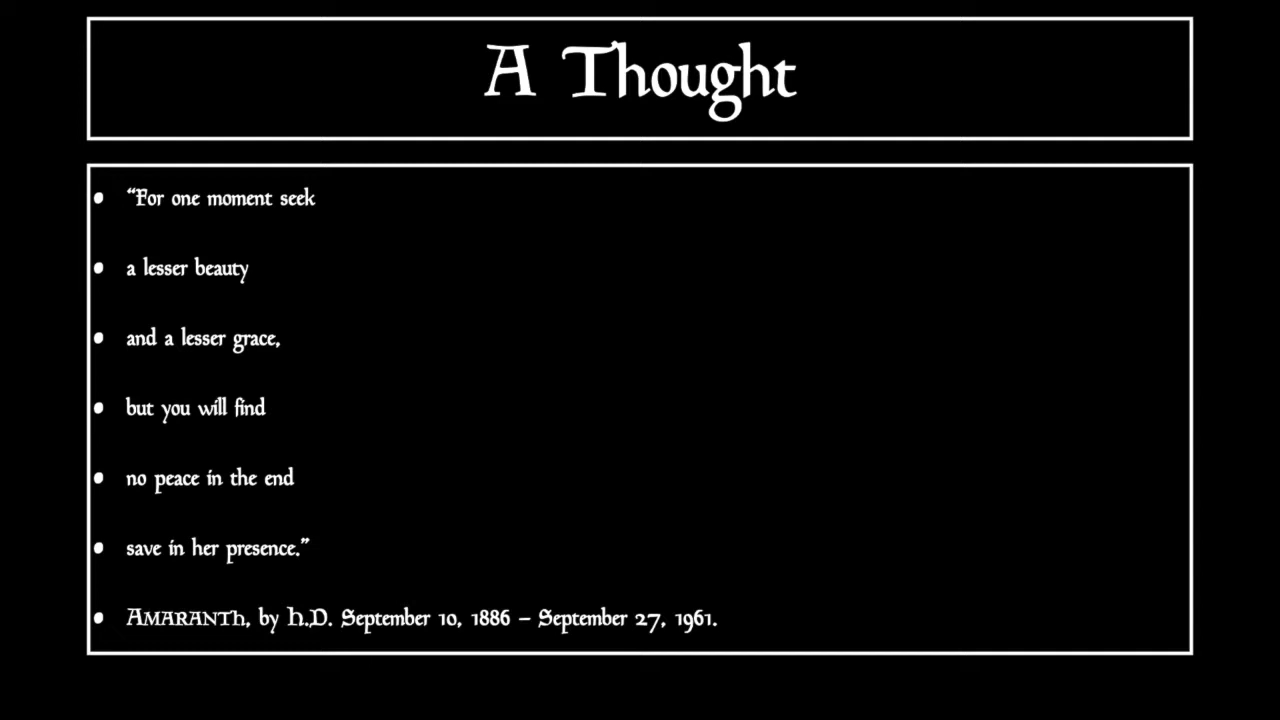 A Thought
• “For one moment seek
• a lesser beauty
• and a lesser grace,
• but you will find
• no peace in the end
• save in her presence.”
• AMARANTh, by h.D. September 10, 1886 – September 27, 1961.